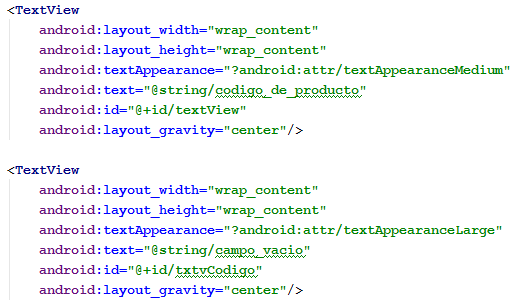 <TextView
android:layout_width="wrap_content"
android:layout_height="wrap_content"
android:textAppearance="?android:attr/textAppearanceMedium"
android:text="@string/codigo_de_producto"
android:id="@+id/textView"
android:layout_gravity="center"/>
<TextView
android:layout_width="wrap_content"
android:layout_height="wrap_content"
android:textAppearance="?android:attr/textAppearanceLarge"
android:text="@string/campo_vacio"
android:id="@+id/txtvCodigo"
android:layout_gravity="center"/>